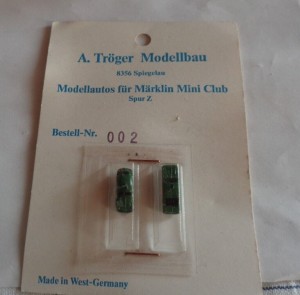 A. Tröger Modellbau
8356 Spiegelau
Modellautos für Märklin Mini Club
Spur Z
Bestell-Nr. 002
Made in West-Germany